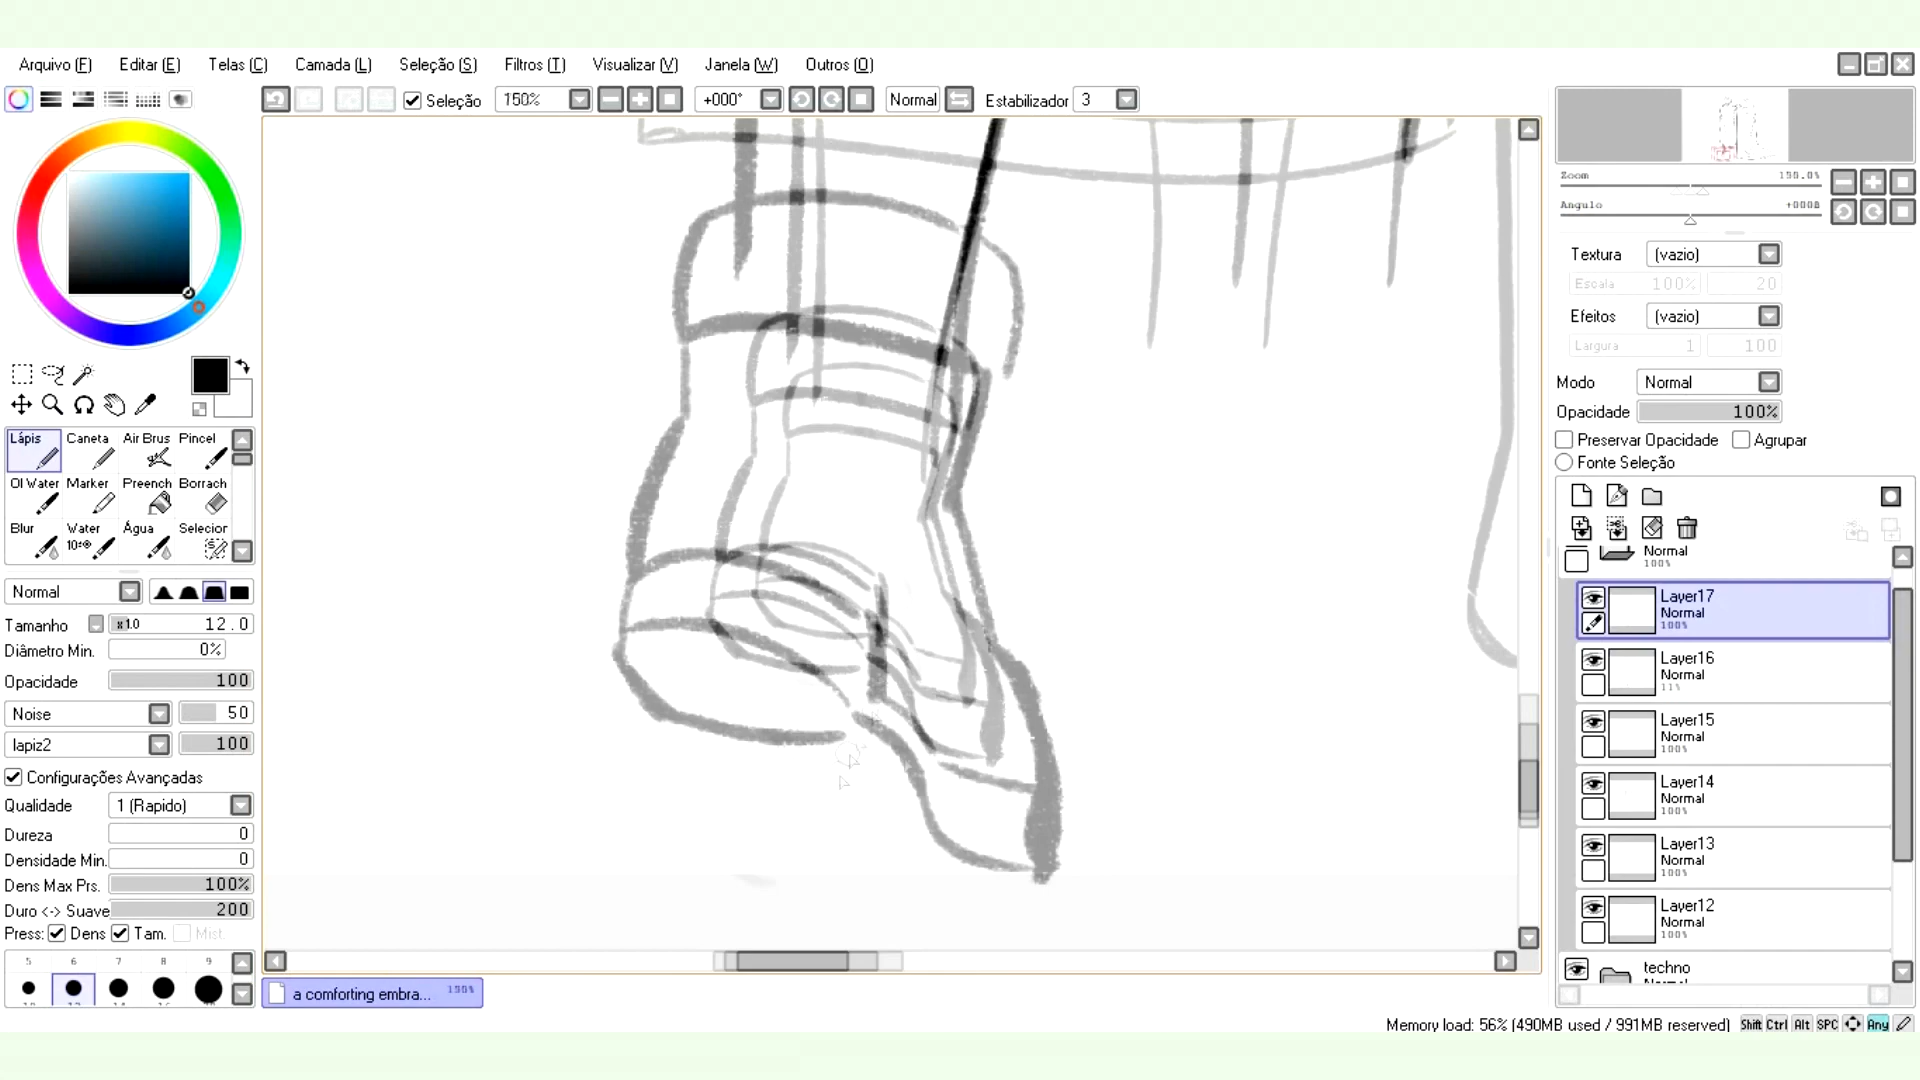 Arquivo (F) Editar (E) Telas (C) Camada (L) Seleção (S) Filtros (T) Visualizar (V) Janela (W) Outros (O)
Seleção 150% +000° Normal Estabilizador 3
Zoom 150.0%
Angulo +000B
Textura (vazio)
Escala 100% 20
Efeitos (vazio)
Largura 1 100
Modo Normal
Opacidade 100%
Preservar Opacidade Agrupar
Fonte Seleção
Lápis Caneta Air Brus Pincel
Ol Water Marker Preench Borrach
Blur Water Água Selecior
Normal
Tamanho x1.0 12.0
Diâmetro Min. 0%
Opacidade 100
Noise 50
lapiz2 100
Configurações Avançadas
Qualidade 1 (Rapido)
Dureza 0
Densidade Min. 0
Dens Max Prs. 100%
Duro <-> Suave 200
Press: Dens Tam. Mist.
5 6 7 8 9
Normal
100%
Layer17
Normal
100%
Layer16
Normal
11%
Layer15
Normal
100%
Layer14
Normal
100%
Layer13
Normal
100%
Layer12
Normal
100%
techno
a comforting embra... 150%
Memory load: 56% (490MB used / 991MB reserved) Shift Ctrl Alt SPC Any